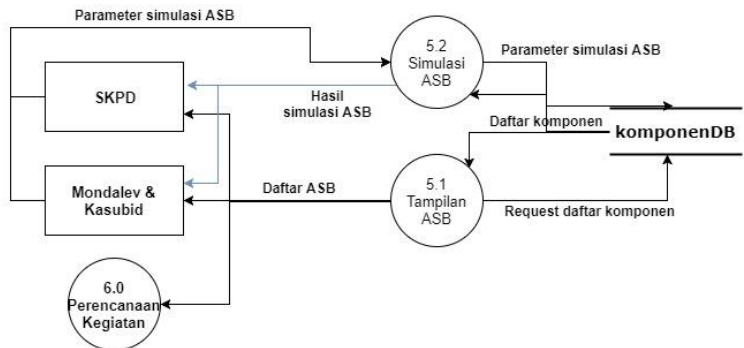 Parameter simulasi ASB
5.2
Simulasi
ASB
Parameter simulasi ASB
SKPD
Hasil
simulasi ASB
Daftar komponen
komponenDB
Mondalev &
Kasubid
Daftar ASB
5.1
Tampilan
ASB
Request daftar komponen
6.0
Perencanaan
Kegiatan